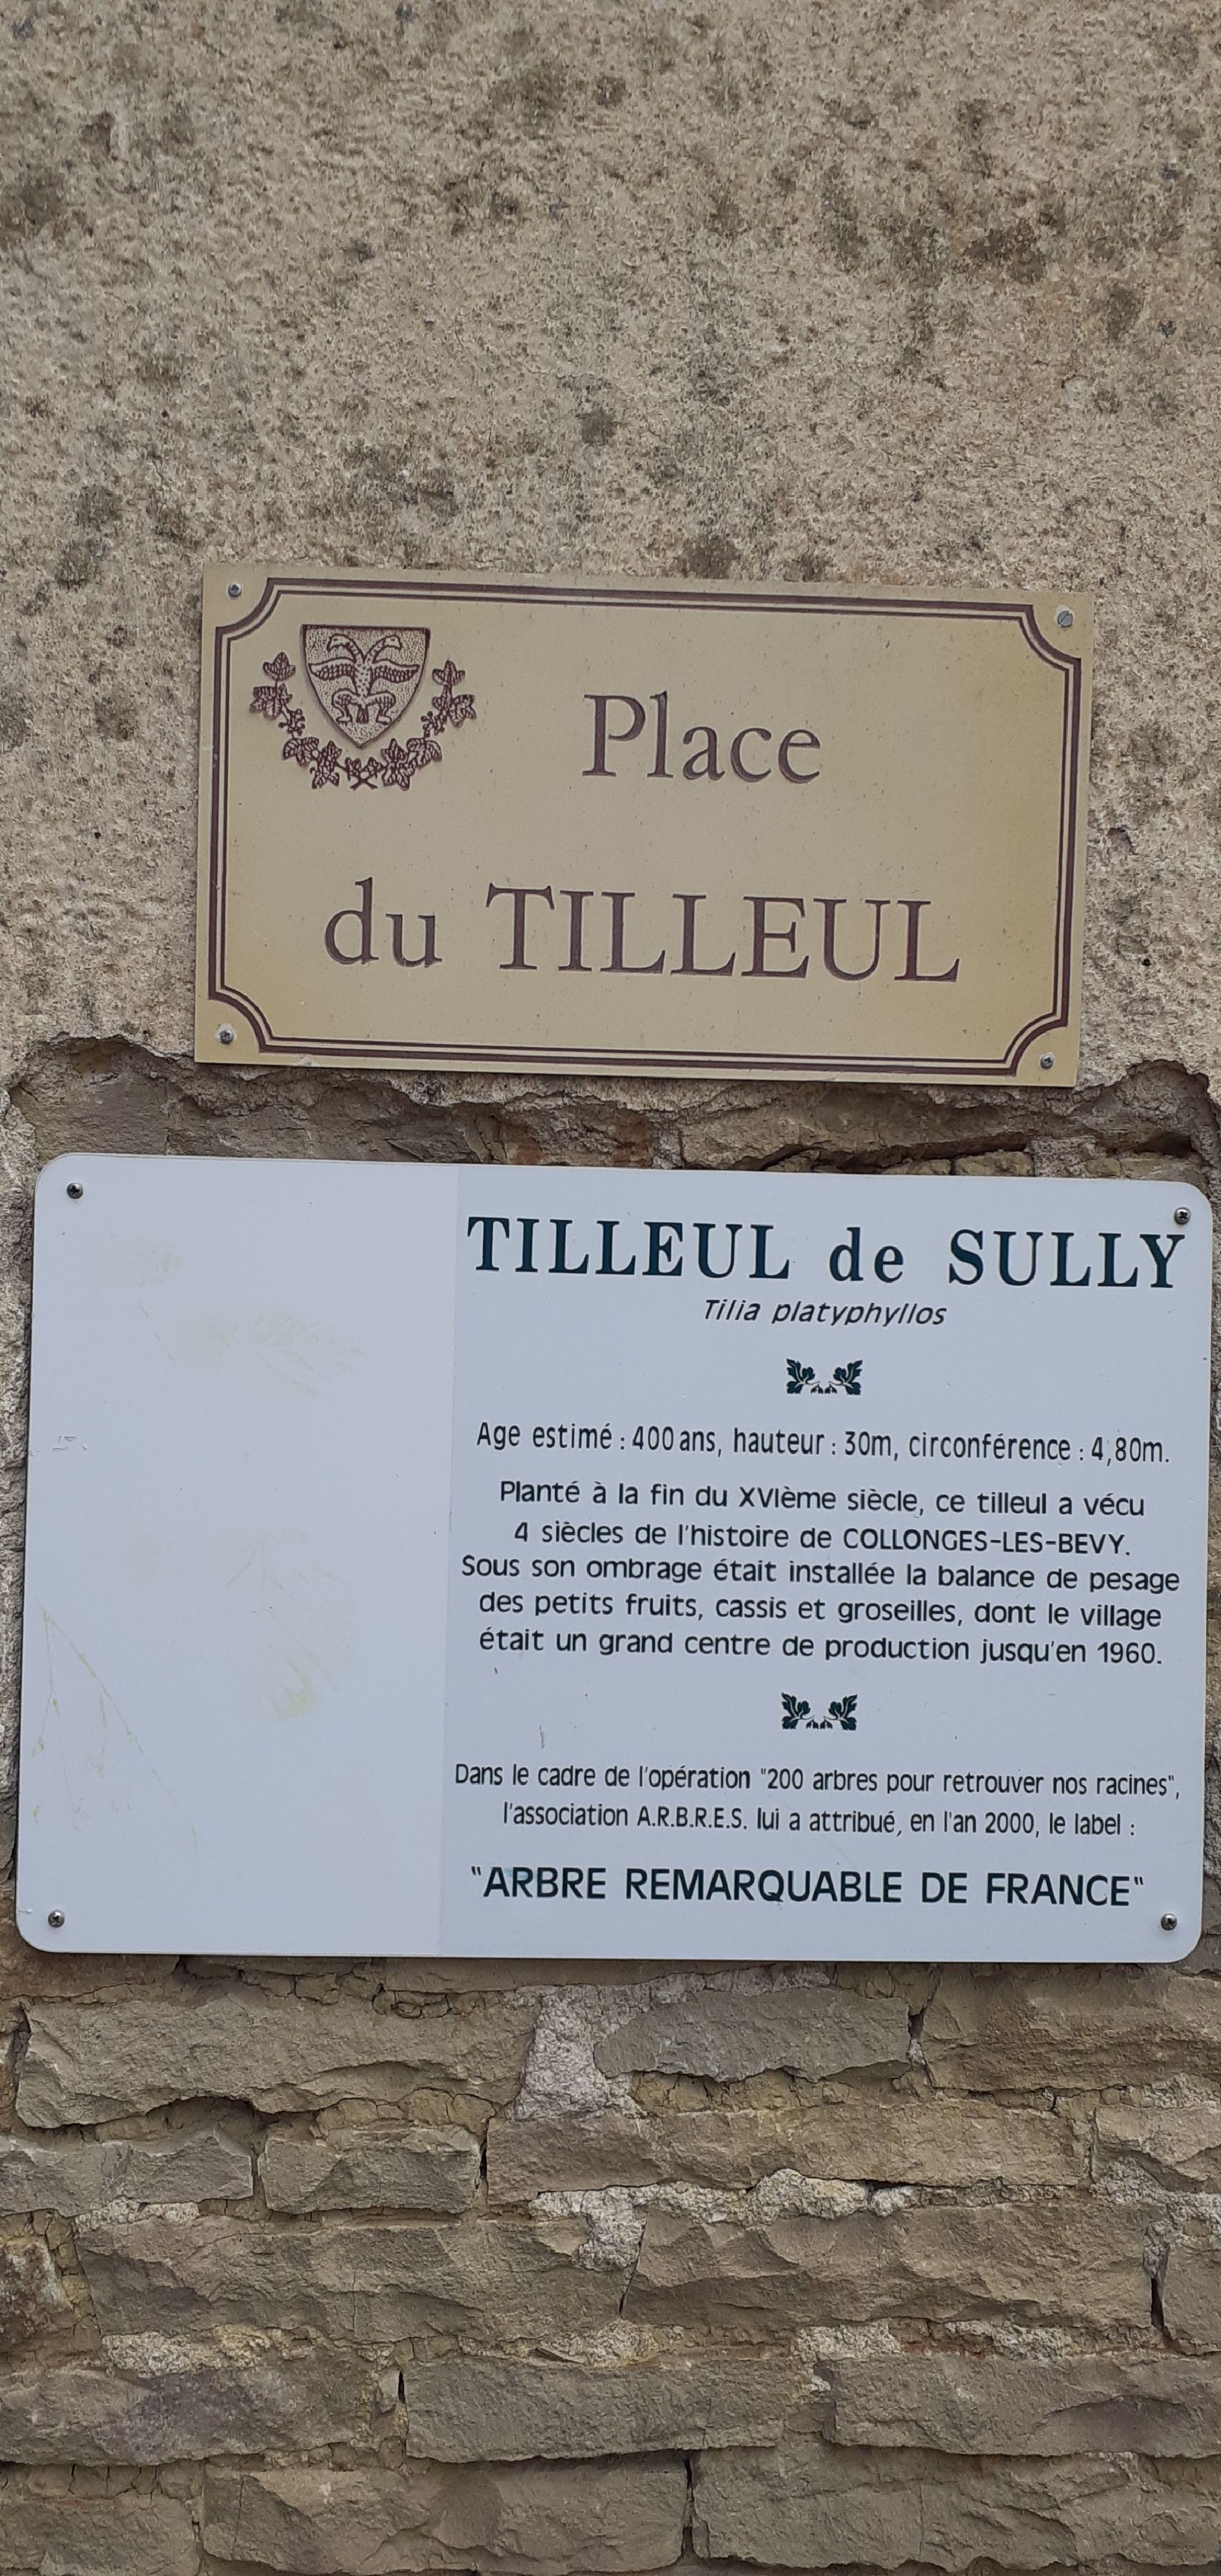 Place
du TILLEUL
TILLEUL de SULLY
Tilia platyphyllos
Age estimé : 400 ans, hauteur : 30m, circonférence : 4,80m.
Planté à la fin du XVIème siècle, ce tilleul a vécu
4 siècles de l'histoire de COLLONGES-LES-BEVY.
Sous son ombrage était installée la balance de pesage
des petits fruits, cassis et groseilles, dont le village
était un grand centre de production jusqu'en 1960.
Dans le cadre de l'opération "200 arbres pour retrouver nos racines",
l'association A.R.B.R.E.S. lui a attribué, en l'an 2000, le label :
"ARBRE REMARQUABLE DE FRANCE"